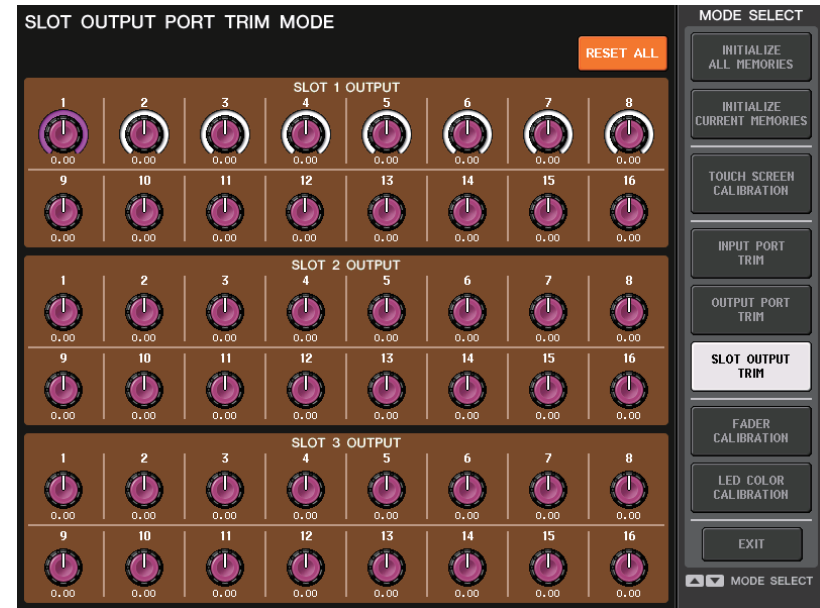 SLOT OUTPUT PORT TRIM MODE
RESET ALL
SLOT 1 OUTPUT
1 2 3 4 5 6 7 8
0.00 0.00 0.00 0.00 0.00 0.00 0.00 0.00
9 10 11 12 13 14 15 16
0.00 0.00 0.00 0.00 0.00 0.00 0.00 0.00
SLOT 2 OUTPUT
1 2 3 4 5 6 7 8
0.00 0.00 0.00 0.00 0.00 0.00 0.00 0.00
9 10 11 12 13 14 15 16
0.00 0.00 0.00 0.00 0.00 0.00 0.00 0.00
SLOT 3 OUTPUT
1 2 3 4 5 6 7 8
0.00 0.00 0.00 0.00 0.00 0.00 0.00 0.00
9 10 11 12 13 14 15 16
0.00 0.00 0.00 0.00 0.00 0.00 0.00 0.00
MODE SELECT
INITIALIZE
ALL MEMORIES
INITIALIZE
CURRENT MEMORIES
TOUCH SCREEN
CALIBRATION
INPUT PORT
TRIM
OUTPUT PORT
TRIM
SLOT OUTPUT
TRIM
FADER
CALIBRATION
LED COLOR
CALIBRATION
EXIT
MODE SELECT